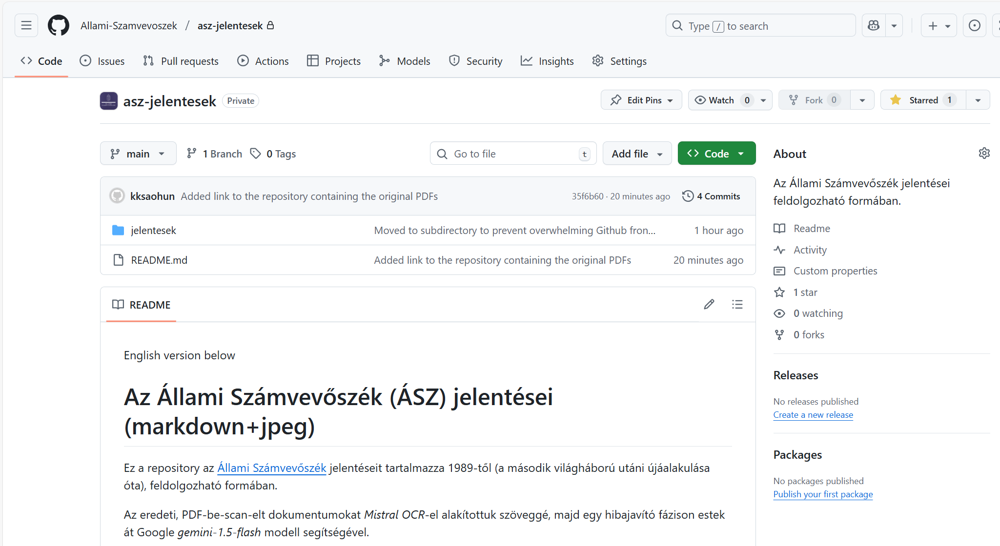 Allami-Szamvevoszek / asz-jelentesek
Type / to search
Code
Issues
Pull requests
Actions
Projects
Models
Security
Insights
Settings
asz-jelentesek Private
Edit Pins
Watch 0
Fork 0
Starred 1
main
1 Branch
0 Tags
Go to file t
Add file
Code
kksaohun Added link to the repository containing the original PDFs 35f6b60 · 20 minutes ago 4 Commits
jelentesek Moved to subdirectory to prevent overwhelming Github fron... 1 hour ago
README.md Added link to the repository containing the original PDFs 20 minutes ago
README
English version below
Az Állami Számvevőszék (ÁSZ) jelentései
(markdown+jpeg)
Ez a repository az Állami Számvevőszék jelentéseit tartalmazza 1989-től (a második világháború utáni újáalakulása
óta), feldolgozható formában.
Az eredeti, PDF-be-scan-elt dokumentumokat Mistral OCR-el alakítottuk szöveggé, majd egy hibajavító fázison estek
át Google gemini-1.5-flash modell segítségével.
About
Az Állami Számvevőszék jelentései
feldolgozható formában.
Readme
Activity
Custom properties
1 star
0 watching
0 forks
Releases
No releases published
Create a new release
Packages
No packages published
Publish your first package